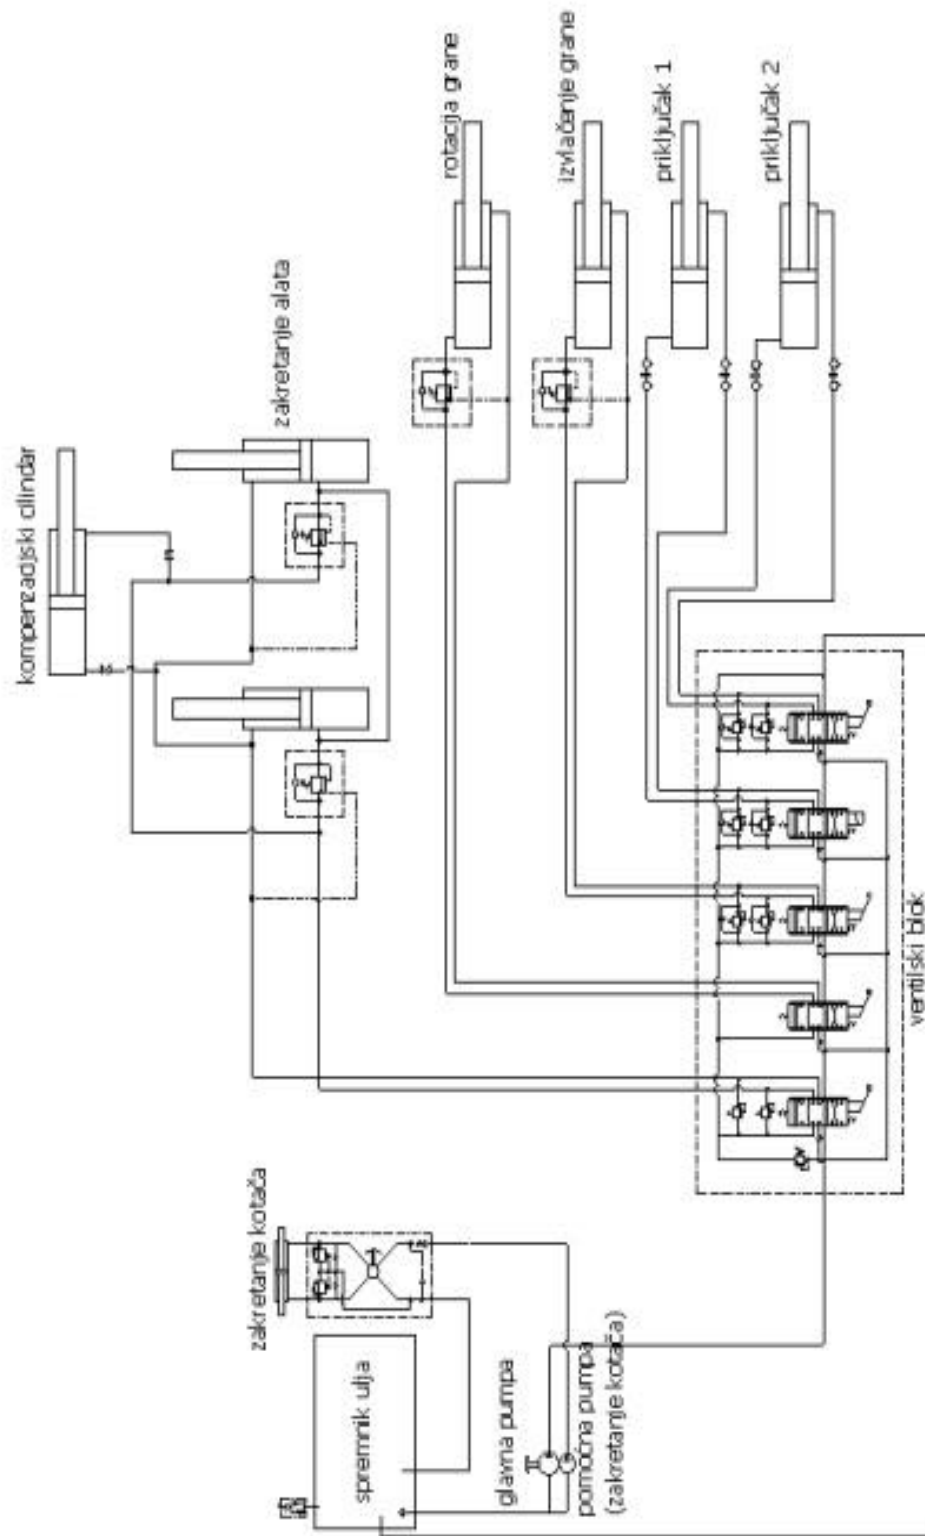 kompenzacijski cilindar
zakretanje alata
rotacija grane
izvlačenje grane
priključak 1
priključak 2
zakretanje kotača
spremnik ulja
glavna pumpa
pomoćna pumpa
(zakretanje kotača)
ventilski blok